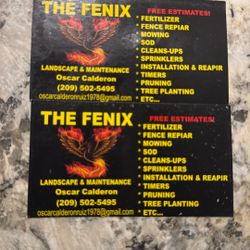 THE FENIX
LANDSCAPE & MAINTENANCE
Oscar Calderon
(209) 502-5495
oscarcalderonruiz1978@gmail.com
FREE ESTIMATES!
* FERTILIZER
* FENCE REPIAR
* MOWING
* SOD
* CLEANS-UPS
* SPRINKLERS
* INSTALLATION & REAPIR
* TIMERS
* PRUNING
* TREE PLANTING
* ETC...
THE FENIX
LANDSCAPE & MAINTENANCE
Oscar Calderon
(209) 502-5495
oscarcalderonruiz1978@gmail.com
FREE ESTIMATES!
* FERTILIZER
* FENCE REPIAR
* MOWING
* SOD
* CLEANS-UPS
* SPRINKLERS
* INSTALLATION & REAPIR
* TIMERS
* PRUNING
* TREE PLANTING
* ETC...